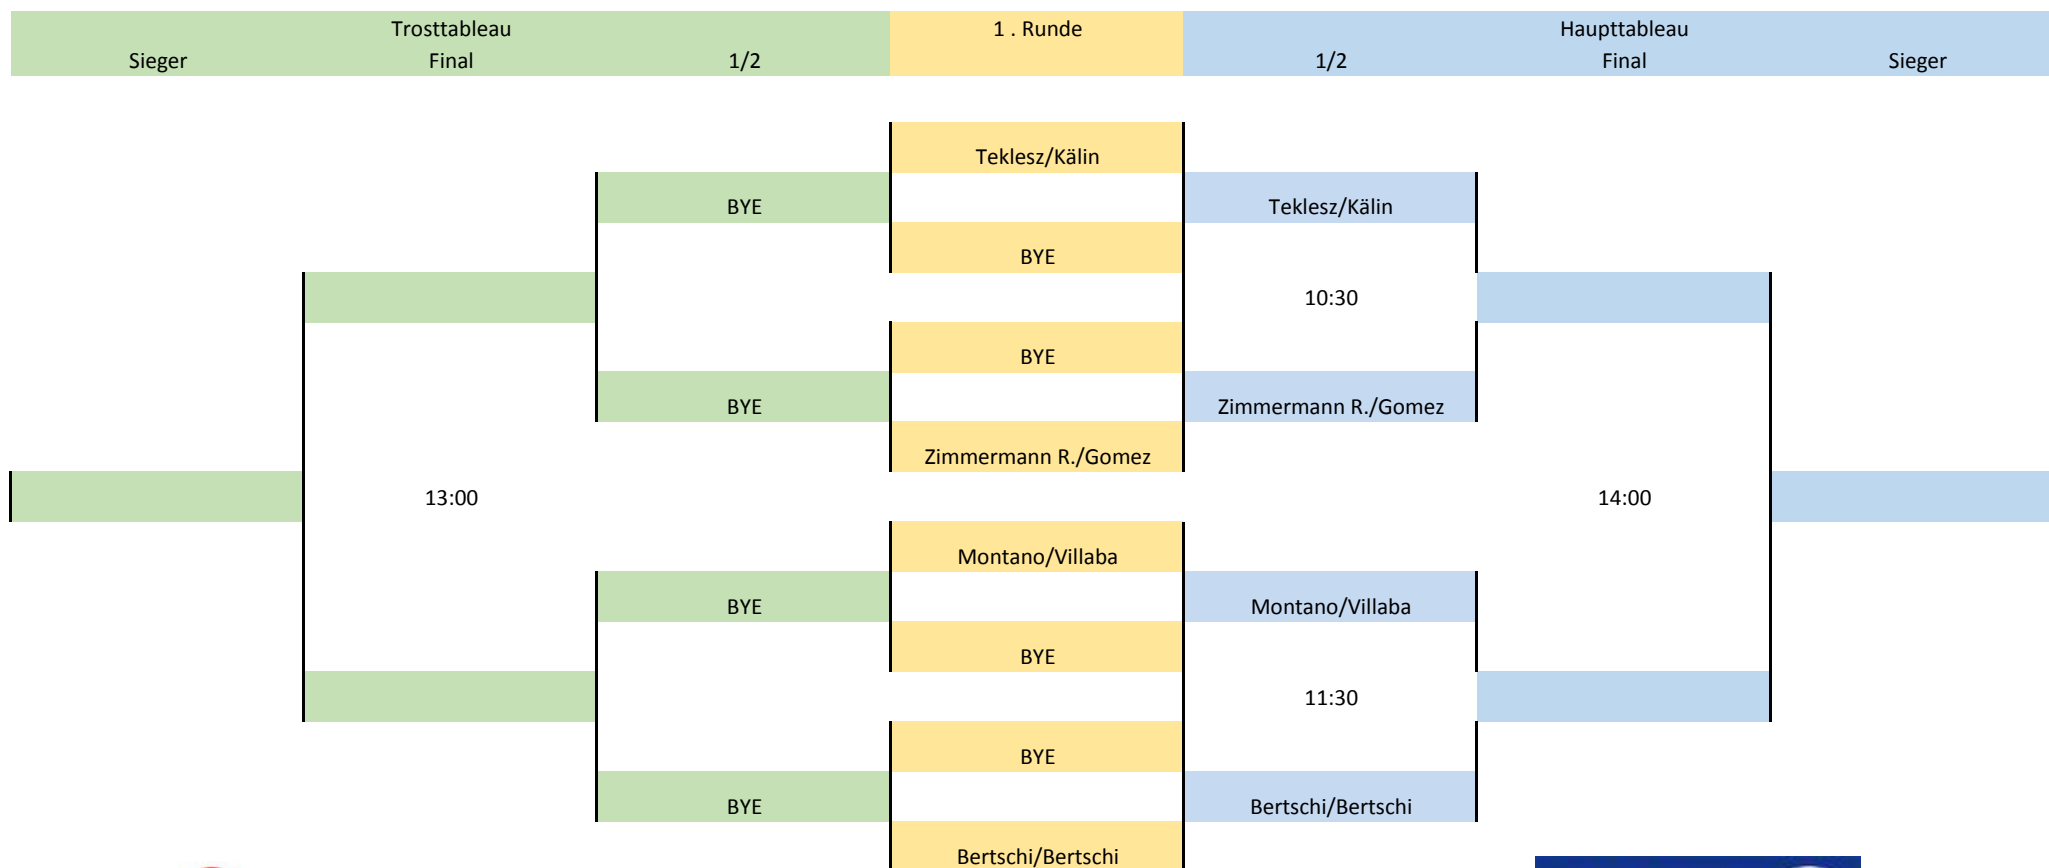 Trosttableau 1 . Runde Haupttableau
Sieger Final 1/2 1/2 Final Sieger
Teklesz/Kälin
BYE Teklesz/Kälin
BYE
10:30
BYE
BYE Zimmermann R./Gomez
Zimmermann R./Gomez
13:00 14:00
Montano/Villaba
BYE Montano/Villaba
BYE
11:30
BYE
BYE Bertschi/Bertschi
Bertschi/Bertschi